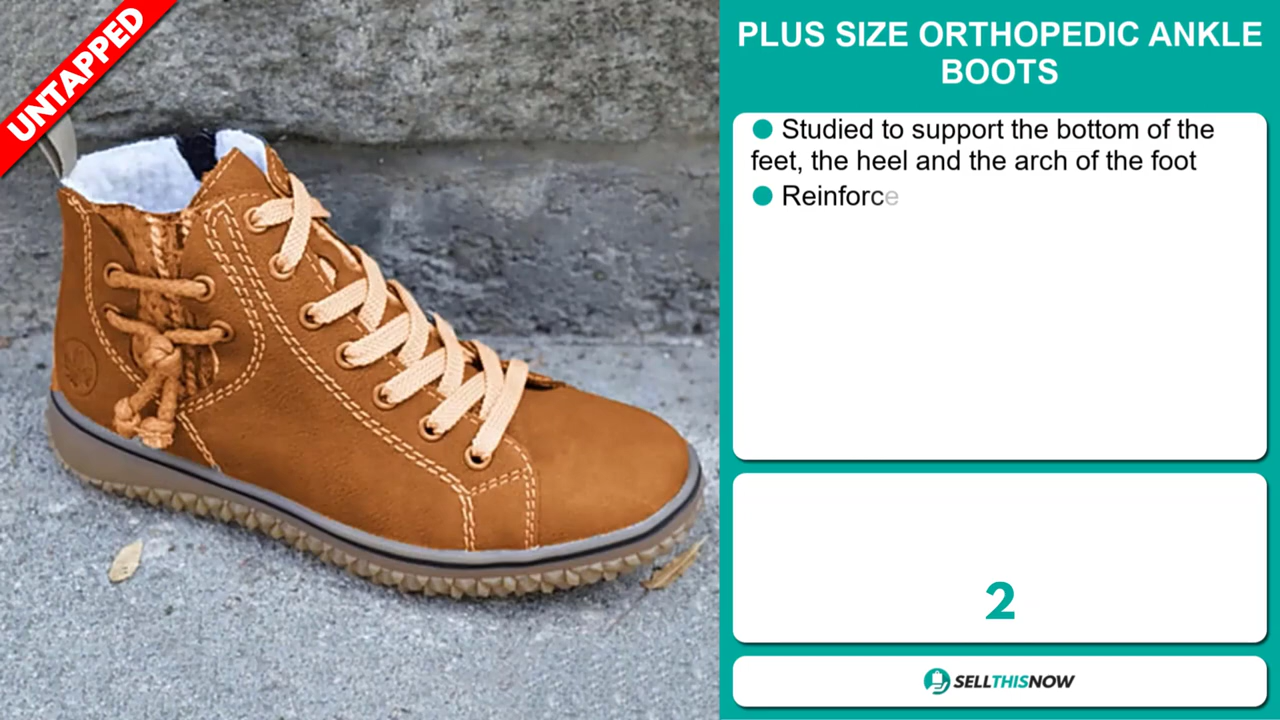 UNTAPPED
PLUS SIZE ORTHOPEDIC ANKLE
BOOTS
● Studied to support the bottom of the
feet, the heel and the arch of the foot
● Reinforce
2
SELLTHISNOW